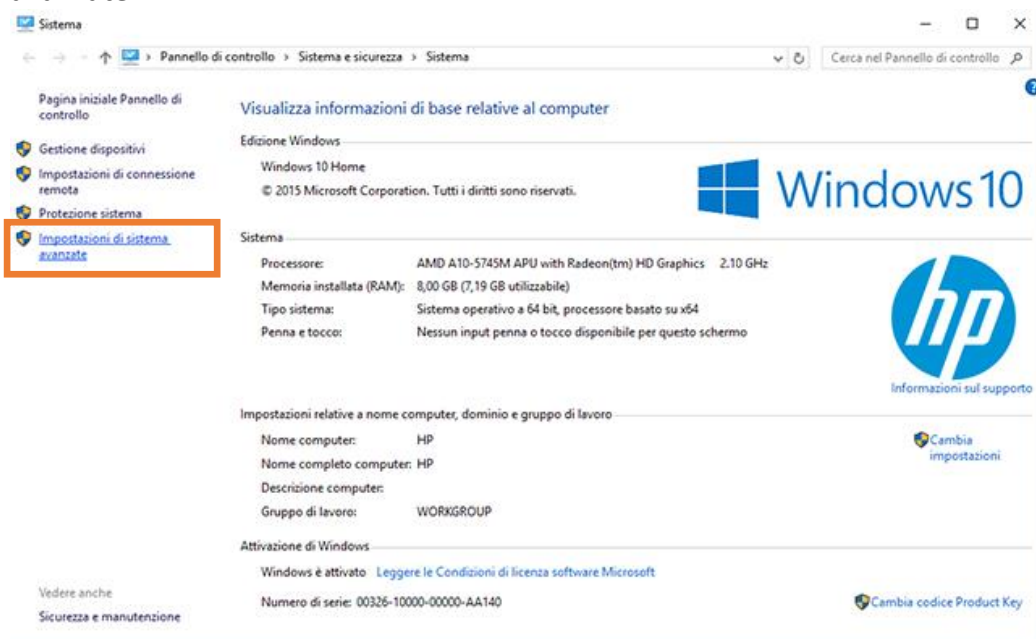 Sistema
Pannello di controllo > Sistema e sicurezza > Sistema
Cerca nel Pannello di controllo
Pagina iniziale Pannello di
controllo
Gestione dispositivi
Impostazioni di connessione
remota
Protezione sistema
Impostazioni di sistema
avanzate
Visualizza informazioni di base relative al computer
Edizione Windows
Windows 10 Home
© 2015 Microsoft Corporation. Tutti i diritti sono riservati.
Windows 10
Sistema
Processore: AMD A10-5745M APU with Radeon(tm) HD Graphics 2.10 GHz
Memoria installata (RAM): 8,00 GB (7,19 GB utilizzabile)
Tipo sistema: Sistema operativo a 64 bit, processore basato su x64
Penna e tocco: Nessun input penna o tocco disponibile per questo schermo
hp
Informazioni sul supporto
Impostazioni relative a nome computer, dominio e gruppo di lavoro
Nome computer: HP
Nome completo computer: HP
Descrizione computer:
Gruppo di lavoro: WORKGROUP
Cambia
impostazioni
Attivazione di Windows
Windows è attivato Leggere le Condizioni di licenza software Microsoft
Numero di serie: 00326-10000-00000-AA140
Cambia codice Product Key
Vedere anche
Sicurezza e manutenzione